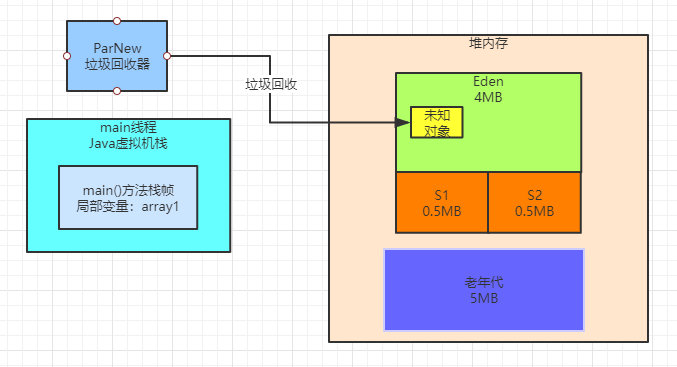 ParNew
垃圾回收器
垃圾回收
main线程
Java虚拟机栈
main()方法栈帧
局部变量：array1
堆内存
Eden
4MB
未知
对象
S1
0.5MB
S2
0.5MB
老年代
5MB